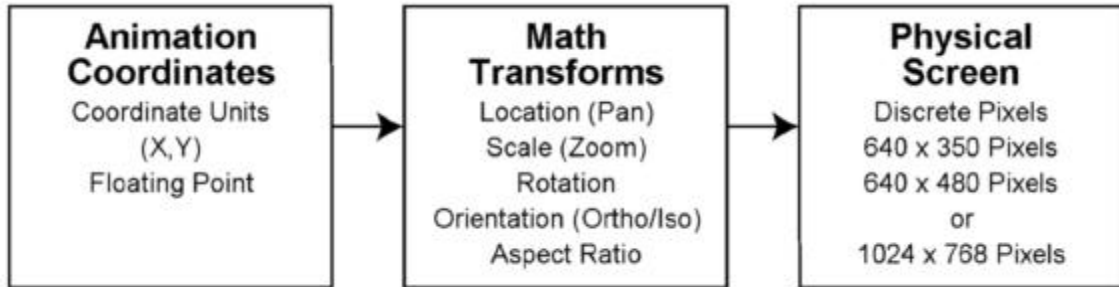 Animation
Coordinates
Coordinate Units
(X,Y)
Floating Point
Math
Transforms
Location (Pan)
Scale (Zoom)
Rotation
Orientation (Ortho/Iso)
Aspect Ratio
Physical
Screen
Discrete Pixels
640 x 350 Pixels
640 x 480 Pixels
or
1024 x 768 Pixels